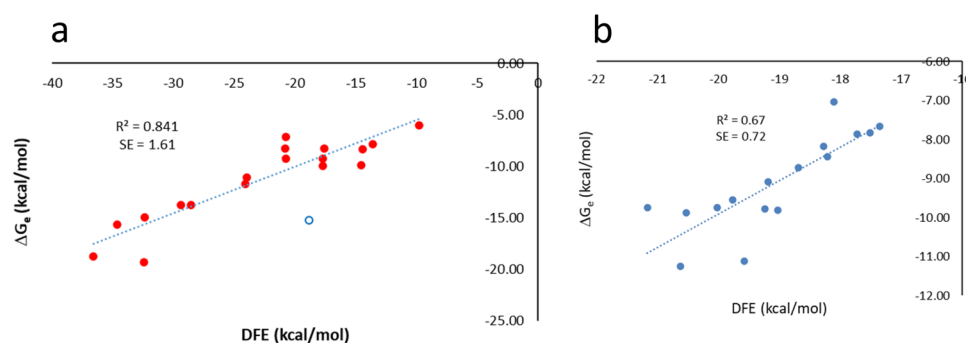 a
0.00
-40 -35 -30 -25 -20 -15 -10 -5 0
-5.00
-10.00
-15.00
-20.00
-25.00
R² = 0.841
SE = 1.61
ΔGₑ (kcal/mol)
DFE (kcal/mol)
b
-6.00
-22 -21 -20 -19 -18 -17
-7.00
-8.00
-9.00
-10.00
-11.00
-12.00
R² = 0.67
SE = 0.72
ΔGₑ (kcal/mol)
DFE (kcal/mol)